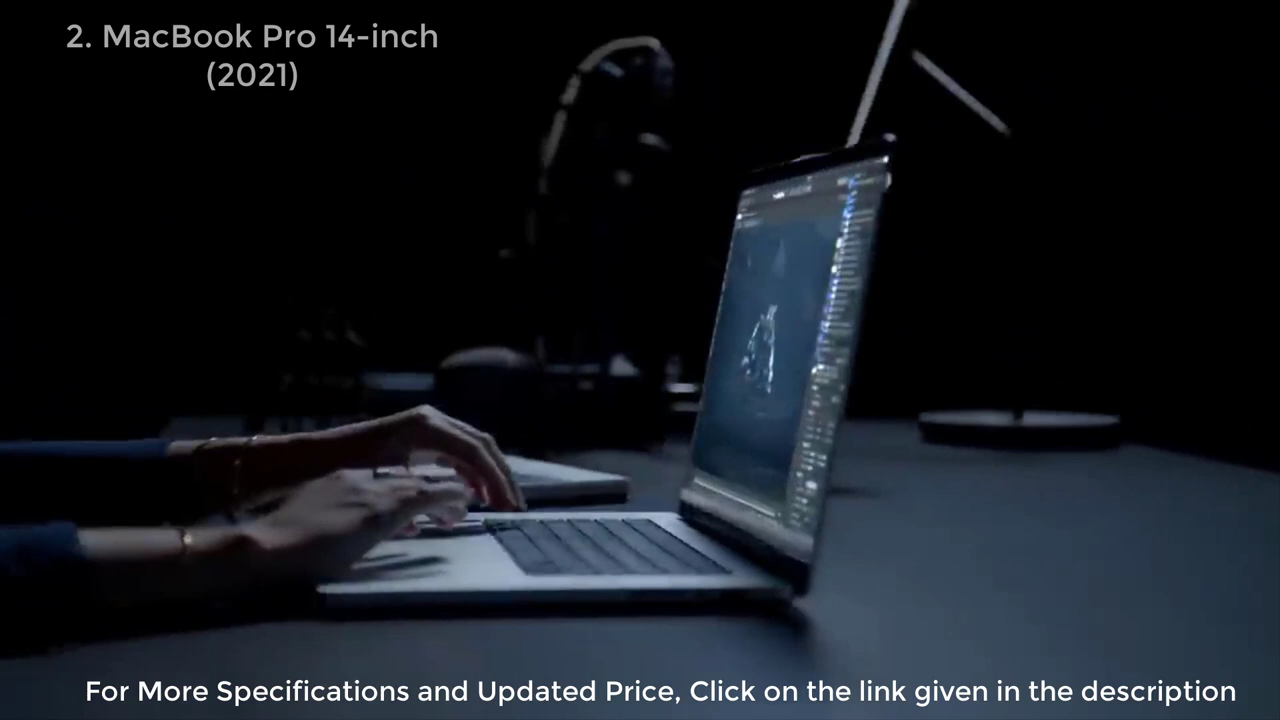 2. MacBook Pro 14-inch
(2021)
For More Specifications and Updated Price, Click on the link given in the description